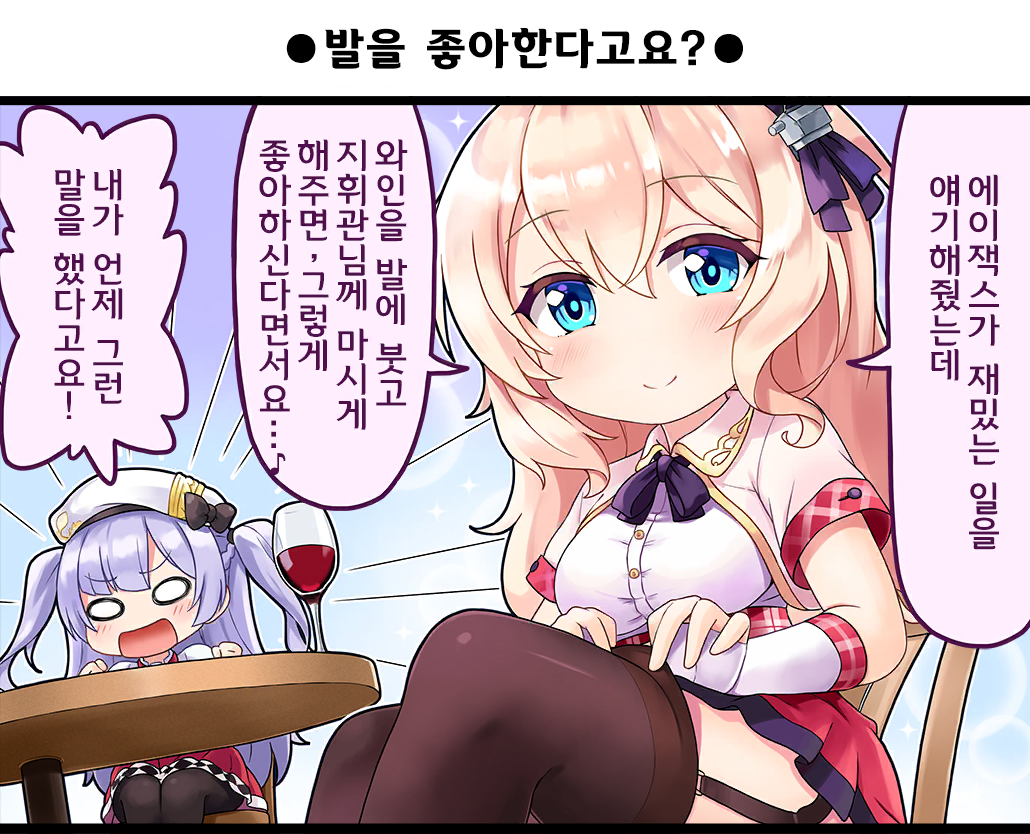 ●발을 좋아한다고요?●
에이잭스가 재밌는 일을
얘기해줬는데
와인을 발에 붓고
지휘관님께 마시게
해주면, 그렇게
좋아하신다면서요….♪
내가 언제 그런
말을 했다고요!